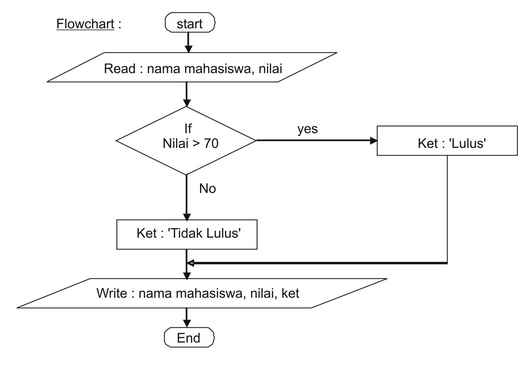 Flowchart :
start
Read : nama mahasiswa, nilai
If
Nilai > 70
yes
Ket : 'Lulus'
No
Ket : 'Tidak Lulus'
Write : nama mahasiswa, nilai, ket
End